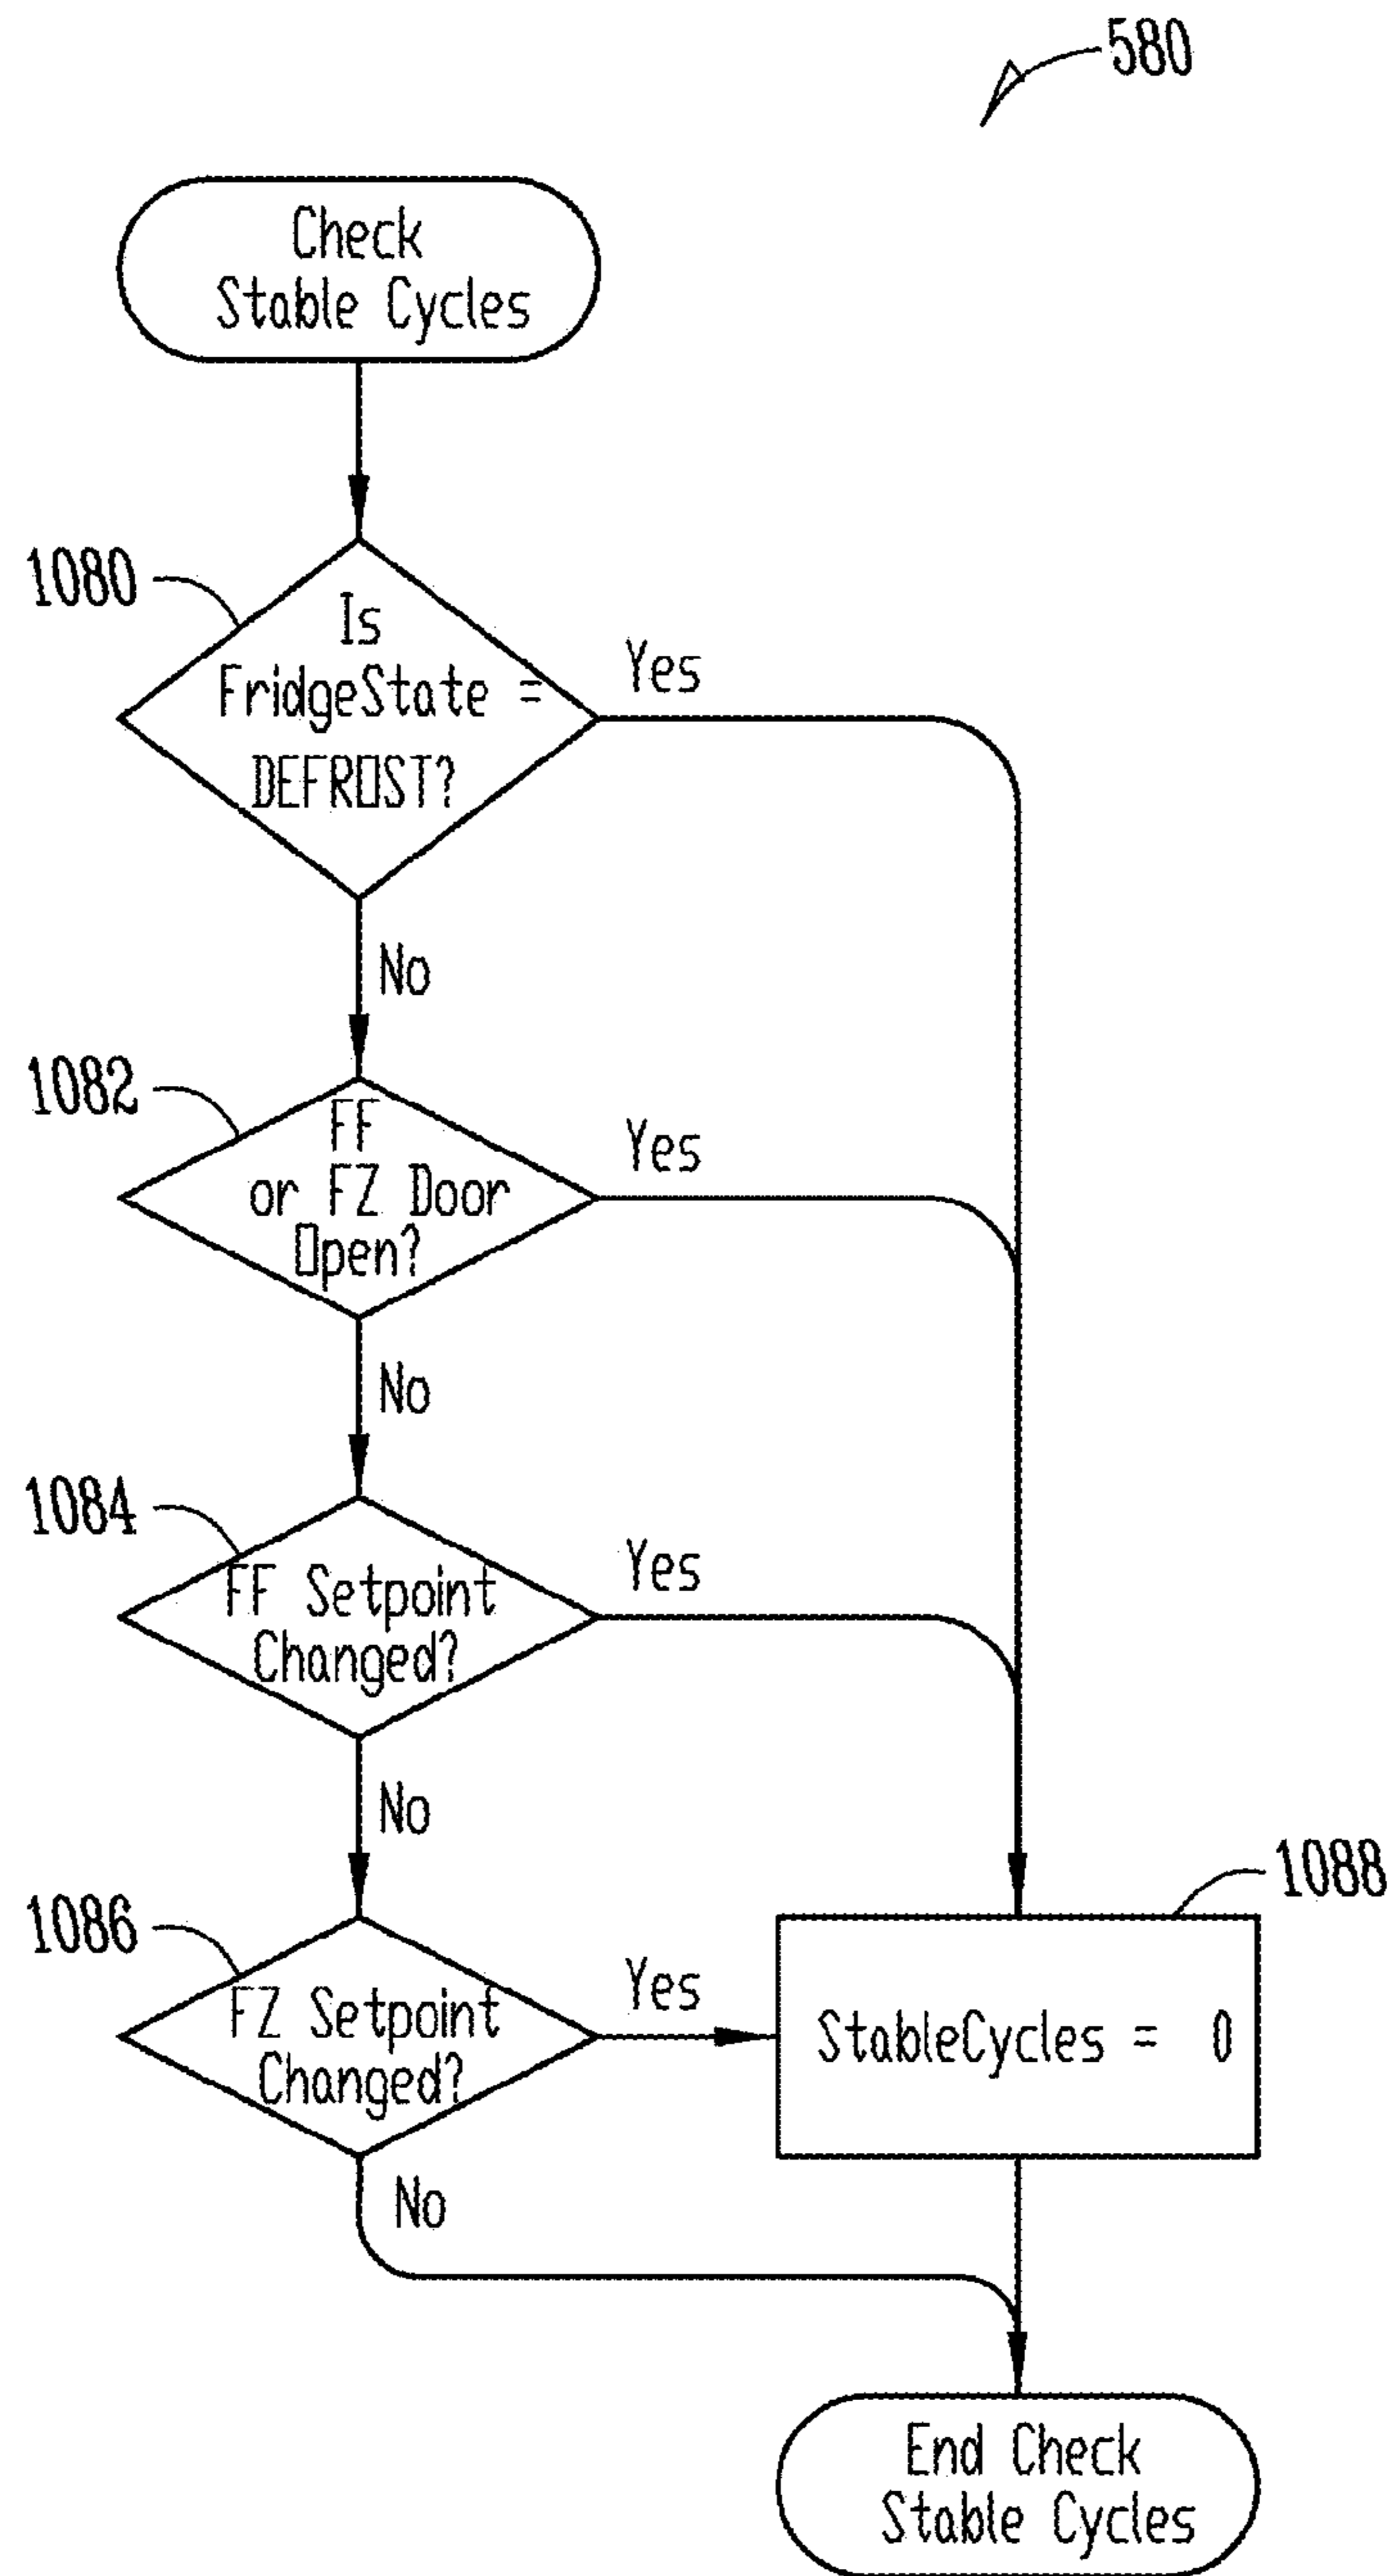 580
Check
Stable Cycles
1080
Is
FridgeState =
DEFROST?
Yes
No
1082
FF
or FZ Door
Open?
Yes
No
1084
FF Setpoint
Changed?
Yes
No
1086
FZ Setpoint
Changed?
Yes
No
1088
StableCycles = 0
End Check
Stable Cycles